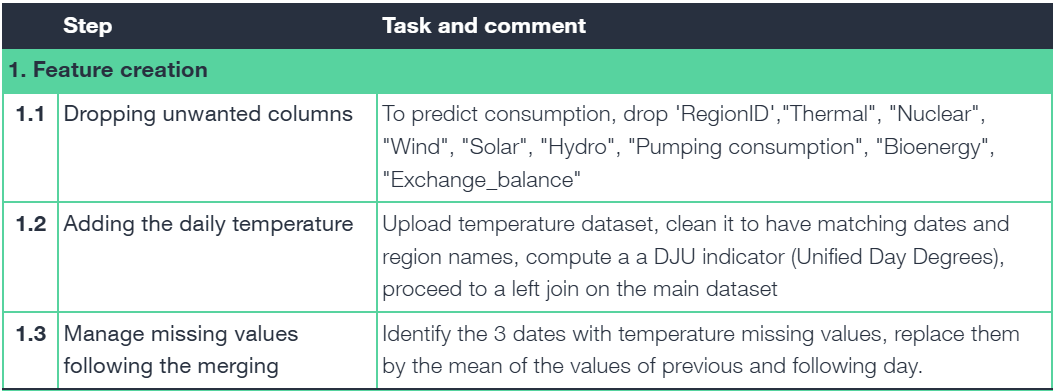 Step Task and comment
1. Feature creation
1.1 Dropping unwanted columns To predict consumption, drop 'RegionID',"Thermal", "Nuclear",
"Wind", "Solar", "Hydro", "Pumping consumption", "Bioenergy",
"Exchange_balance"
1.2 Adding the daily temperature Upload temperature dataset, clean it to have matching dates and
region names, compute a a DJU indicator (Unified Day Degrees),
proceed to a left join on the main dataset
1.3 Manage missing values Identify the 3 dates with temperature missing values, replace them
following the merging by the mean of the values of previous and following day.